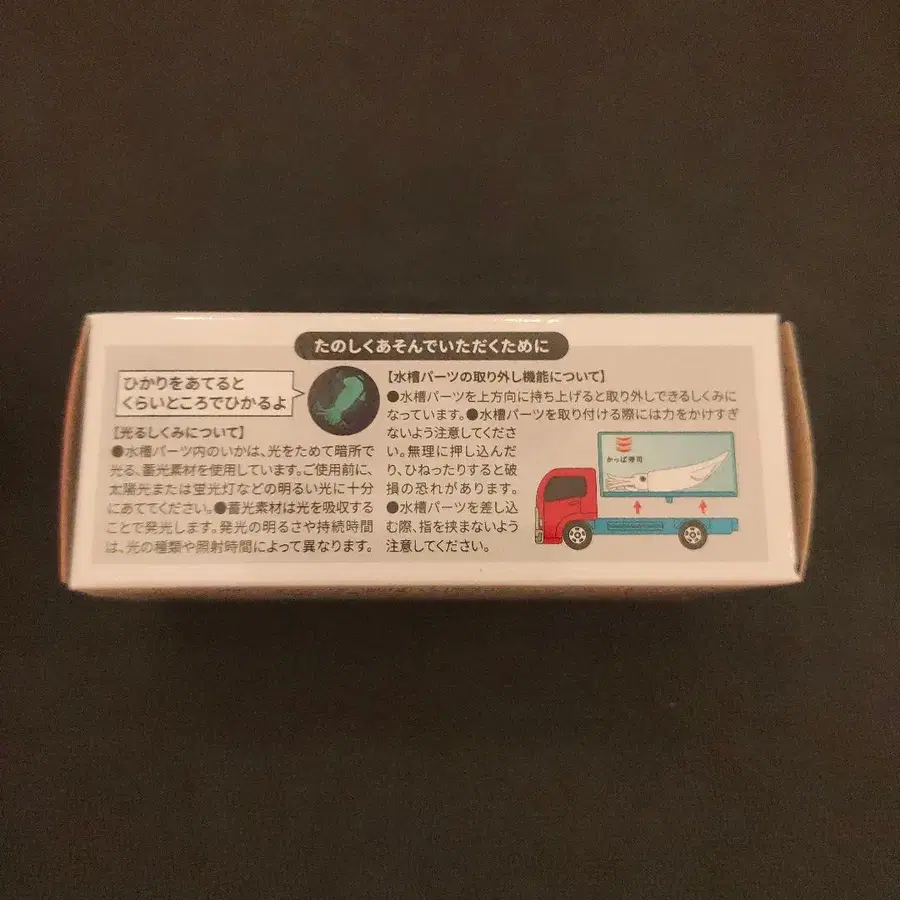 たのしくあそんでいただくために
ひかりをあてると
くらいところでひかるよ
【光るしくみについて】
●水槽パーツ内のいかは、光をためて暗所で
光る、蓄光素材を使用しています。ご使用前に、
太陽光または蛍光灯などの明るい光に十分
にあててください。●蓄光素材は光を吸収する
ことで発光します。発光の明るさや持続時間
は、光の種類や照射時間によって異なります。
【水槽パーツの取り外し機能について】
●水槽パーツを上方向に持ち上げると取り外しできるしくみに
なっています。●水槽パーツを取り付ける際には力をかけすぎ
ないよう注意してくださ
い。無理に押し込んだ
り、ひねったりすると破
損の恐れがあります。
●水槽パーツを差し込
む際、指を挟まないよう
注意してください。
かっぱ寿司